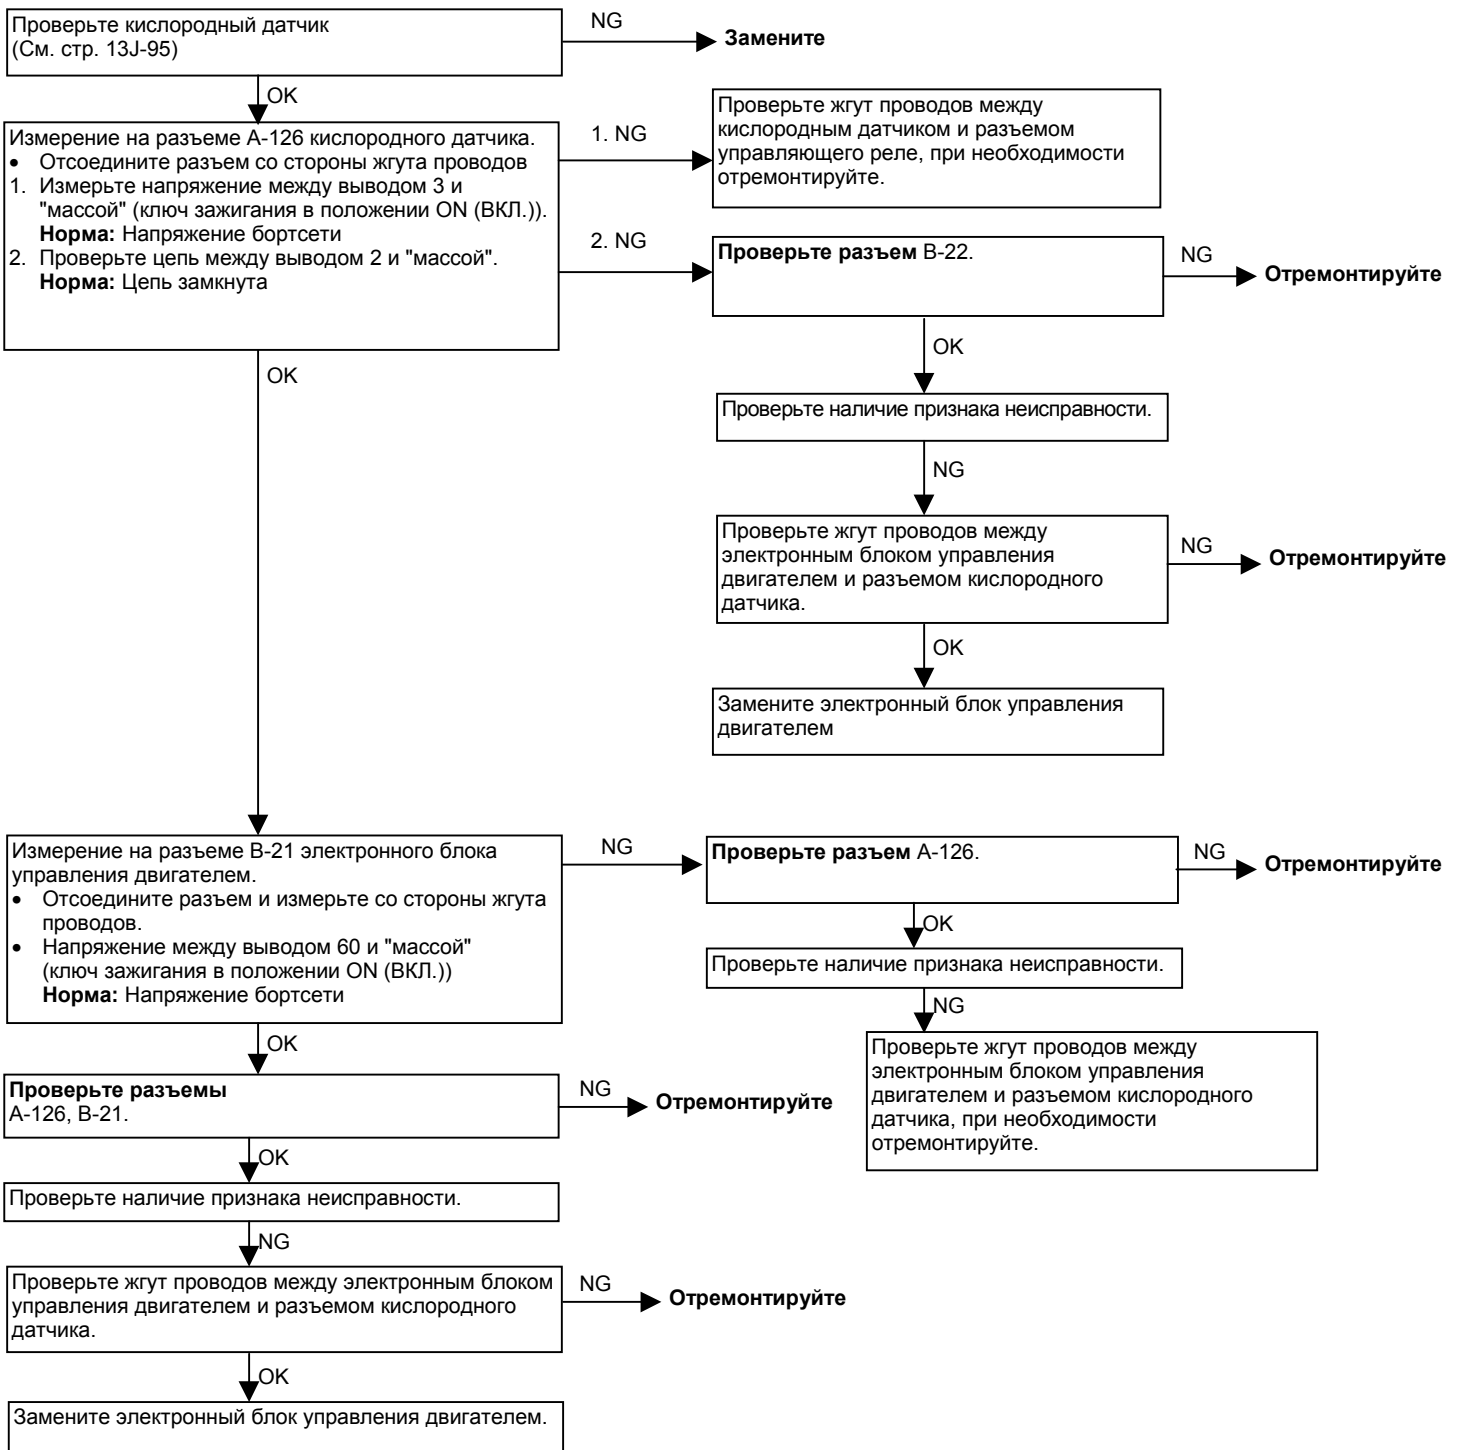 Проверьте кислородный датчик
(См. стр. 13J-95)
NG
Замените
OK
Измерение на разъеме А-126 кислородного датчика.
• Отсоедините разъем со стороны жгута проводов
1. Измерьте напряжение между выводом 3 и
"массой" (ключ зажигания в положении ON (ВКЛ.)).
Норма: Напряжение бортсети
2. Проверьте цепь между выводом 2 и "массой".
Норма: Цепь замкнута
1. NG
Проверьте жгут проводов между
кислородным датчиком и разъемом
управляющего реле, при необходимости
отремонтируйте.
2. NG
Проверьте разъем В-22.
NG
Отремонтируйте
OK
Проверьте наличие признака неисправности.
NG
Проверьте жгут проводов между
электронным блоком управления
двигателем и разъемом кислородного
датчика.
NG
Отремонтируйте
OK
Замените электронный блок управления
двигателем
OK
Измерение на разъеме В-21 электронного блока
управления двигателем.
• Отсоедините разъем и измерьте со стороны жгута
проводов.
• Напряжение между выводом 60 и "массой"
(ключ зажигания в положении ON (ВКЛ.))
Норма: Напряжение бортсети
NG
Проверьте разъем А-126.
NG
Отремонтируйте
OK
Проверьте наличие признака неисправности.
NG
Проверьте жгут проводов между
электронным блоком управления
двигателем и разъемом кислородного
датчика, при необходимости
отремонтируйте.
OK
Проверьте разъемы
А-126, В-21.
NG
Отремонтируйте
OK
Проверьте наличие признака неисправности.
NG
Проверьте жгут проводов между электронным блоком
управления двигателем и разъемом кислородного
датчика.
NG
Отремонтируйте
OK
Замените электронный блок управления двигателем.